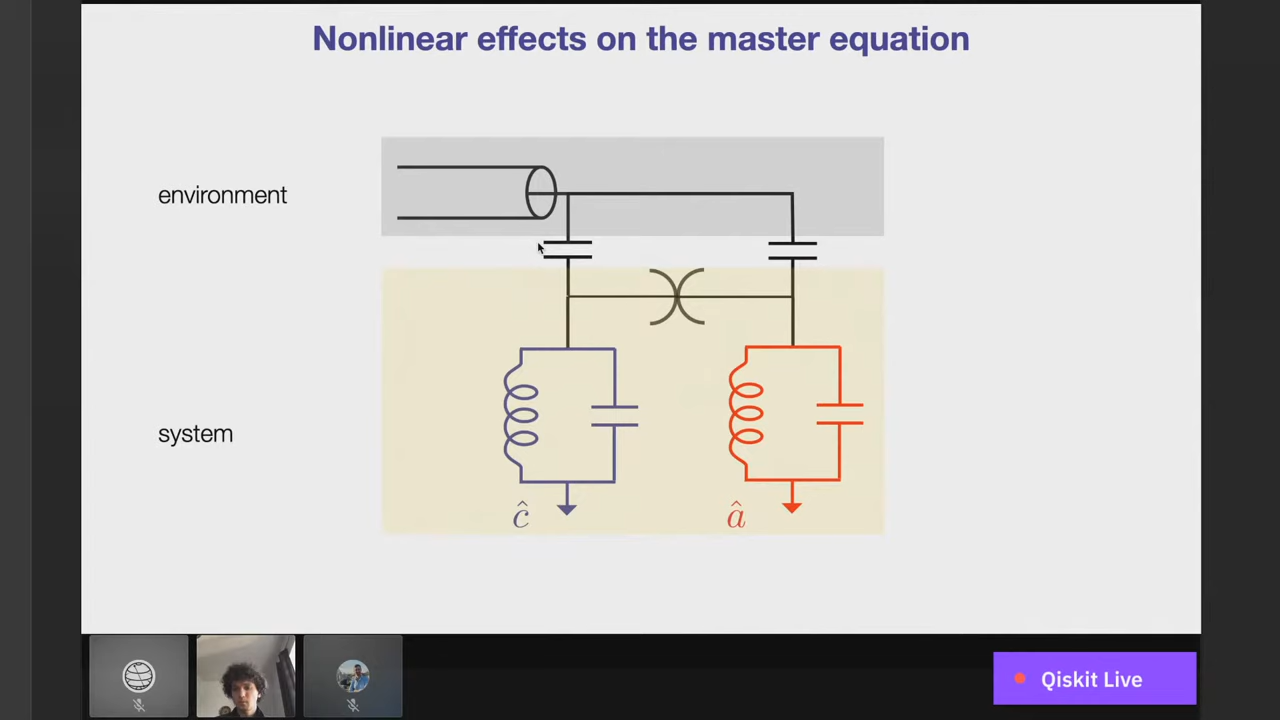 Nonlinear effects on the master equation
environment
system
ĉ
â
Qiskit Live